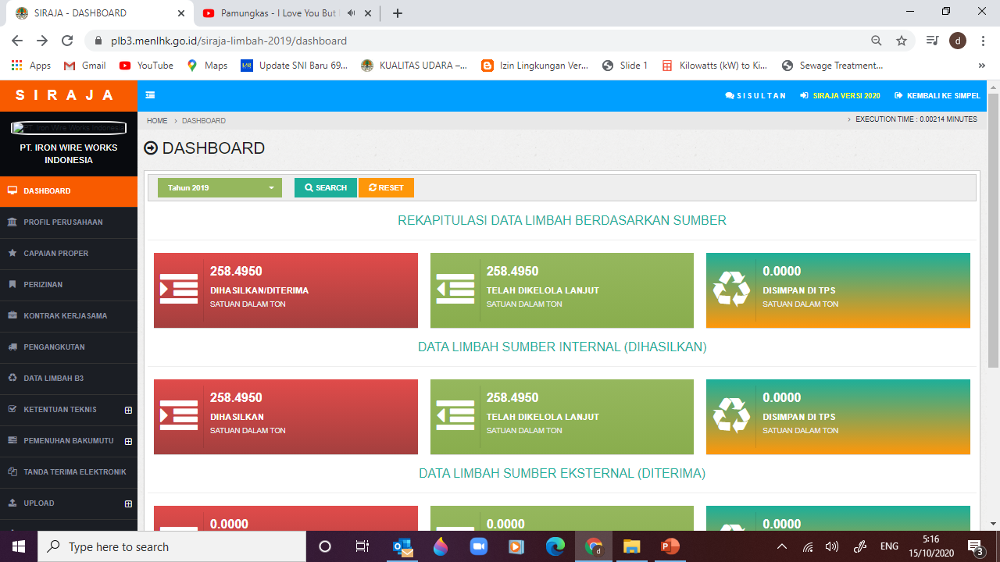 SIRAJA - DASHBOARD
Pamungkas - I Love You But
plb3.menlhk.go.id/siraja-limbah-2019/dashboard
d
Apps
Gmail
YouTube
Maps
Update SNI Baru 69...
KUALITAS UDARA –...
Izin Lingkungan Ver...
Slide 1
Kilowatts (kW) to Ki...
Sewage Treatment...
»
S I R A J A
S I S U L T A N
SIRAJA VERSI 2020
KEMBALI KE SIMPEL
PT. Iron Wire Works Indonesia
PT. IRON WIRE WORKS
INDONESIA
HOME > DASHBOARD
> EXECUTION TIME : 0.00214 MINUTES
DASHBOARD
DASHBOARD
PROFIL PERUSAHAAN
CAPAIAN PROPER
PERIZINAN
KONTRAK KERJASAMA
PENGANGKUTAN
DATA LIMBAH B3
KETENTUAN TEKNIS
PEMENUHAN BAKUMUTU
TANDA TERIMA ELEKTRONIK
UPLOAD
Tahun 2019
SEARCH
RESET
REKAPITULASI DATA LIMBAH BERDASARKAN SUMBER
258.4950
DIHASILKAN/DITERIMA
SATUAN DALAM TON
258.4950
TELAH DIKELOLA LANJUT
SATUAN DALAM TON
0.0000
DISIMPAN DI TPS
SATUAN DALAM TON
DATA LIMBAH SUMBER INTERNAL (DIHASILKAN)
258.4950
DIHASILKAN
SATUAN DALAM TON
258.4950
TELAH DIKELOLA LANJUT
SATUAN DALAM TON
0.0000
DISIMPAN DI TPS
SATUAN DALAM TON
DATA LIMBAH SUMBER EKSTERNAL (DITERIMA)
0.0000
0.0000
0.0000
Type here to search
ENG
5:16
15/10/2020
3